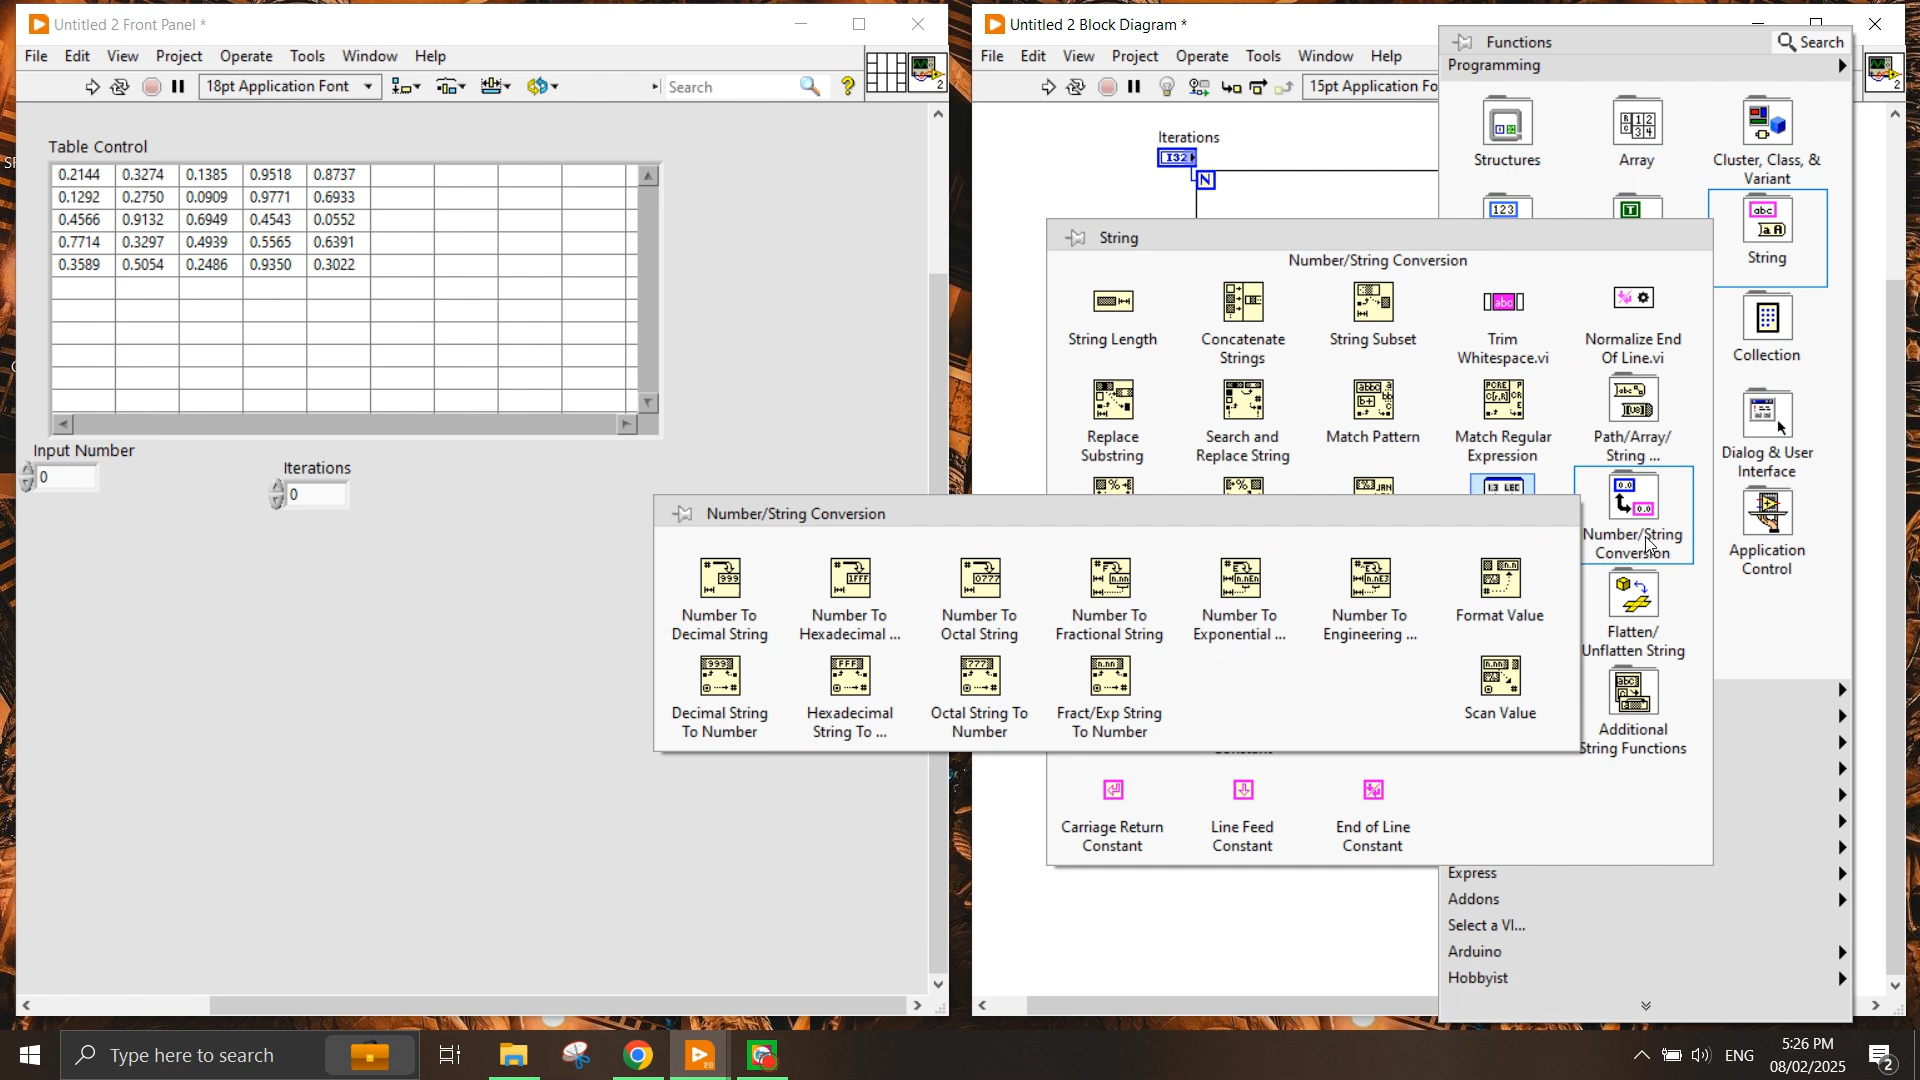 Untitled 2 Front Panel *
File Edit View Project Operate Tools Window Help
18pt Application Font
Search
2
Table Control
0.2144 0.3274 0.1385 0.9518 0.8737
0.1292 0.2750 0.0909 0.9771 0.6933
0.4566 0.9132 0.6949 0.4543 0.0552
0.7714 0.3297 0.4939 0.5565 0.6391
0.3589 0.5054 0.2486 0.9350 0.3022
Input Number
0
Iterations
0
Untitled 2 Block Diagram *
File Edit View Project Operate Tools Window Help
15pt Application Fo
2
Iterations
I32
N
Functions
Search
Programming
Structures
Array
Cluster, Class, &
Variant
String
Collection
Dialog & User
Interface
Application
Control
String
Number/String Conversion
String Length
Concatenate
Strings
String Subset
Trim
Whitespace.vi
Normalize End
Of Line.vi
Replace
Substring
Search and
Replace String
Match Pattern
Match Regular
Expression
Path/Array/
String ...
Number/String
Conversion
Flatten/
Unflatten String
Additional
String Functions
Number/String Conversion
Number To
Decimal String
Number To
Hexadecimal ...
Number To
Octal String
Number To
Fractional String
Number To
Exponential ...
Number To
Engineering ...
Format Value
Decimal String
To Number
Hexadecimal
String To ...
Octal String To
Number
Fract/Exp String
To Number
Scan Value
Carriage Return
Constant
Line Feed
Constant
End of Line
Constant
Express
Addons
Select a VI...
Arduino
Hobbyist
Type here to search
ENG
5:26 PM
08/02/2025
2